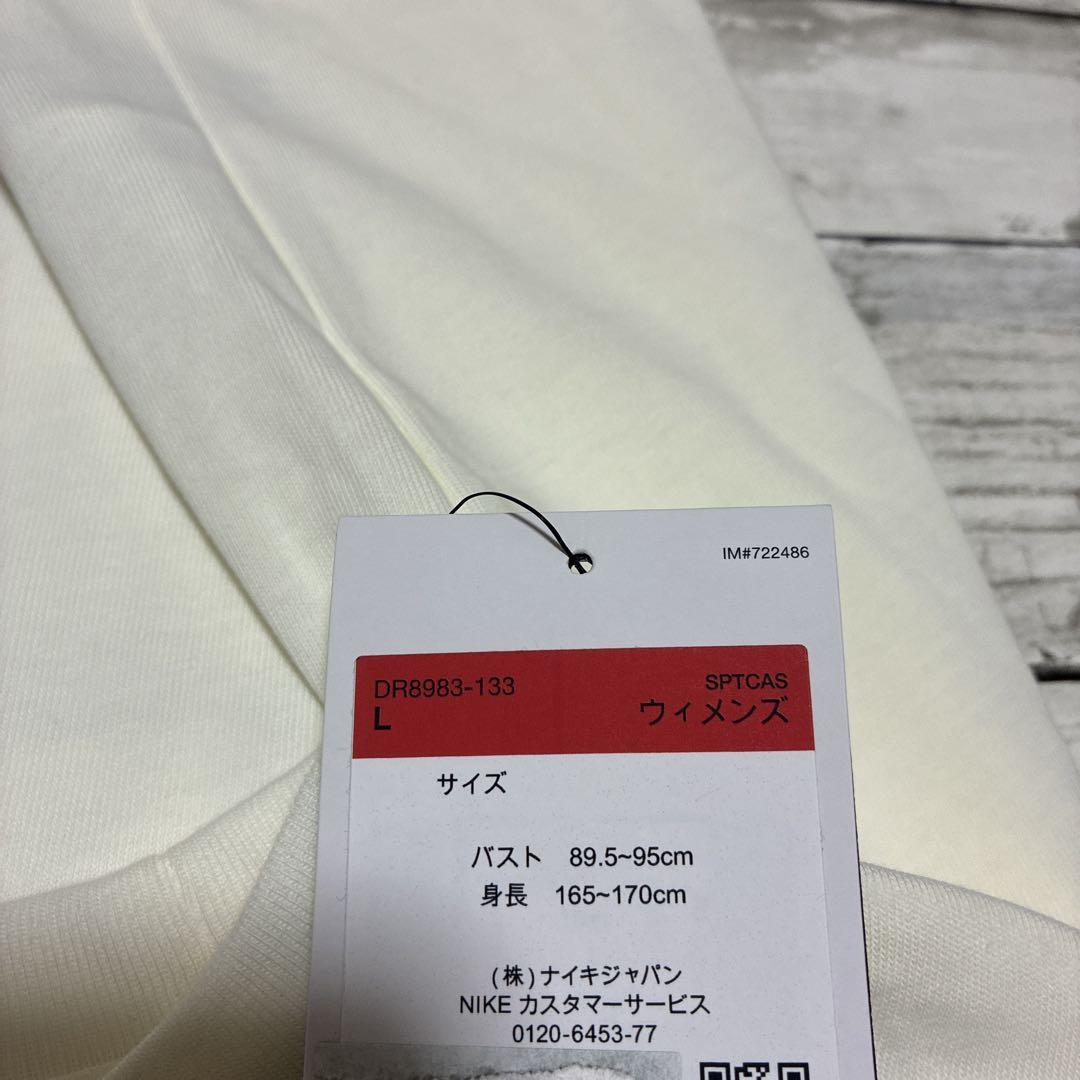 IM#722486
DR8983-133 SPTCAS
L ウィメンズ
サイズ
バスト 89.5~95cm
身長 165~170cm
(株)ナイキジャパン
NIKE カスタマーサービス
0120-6453-77